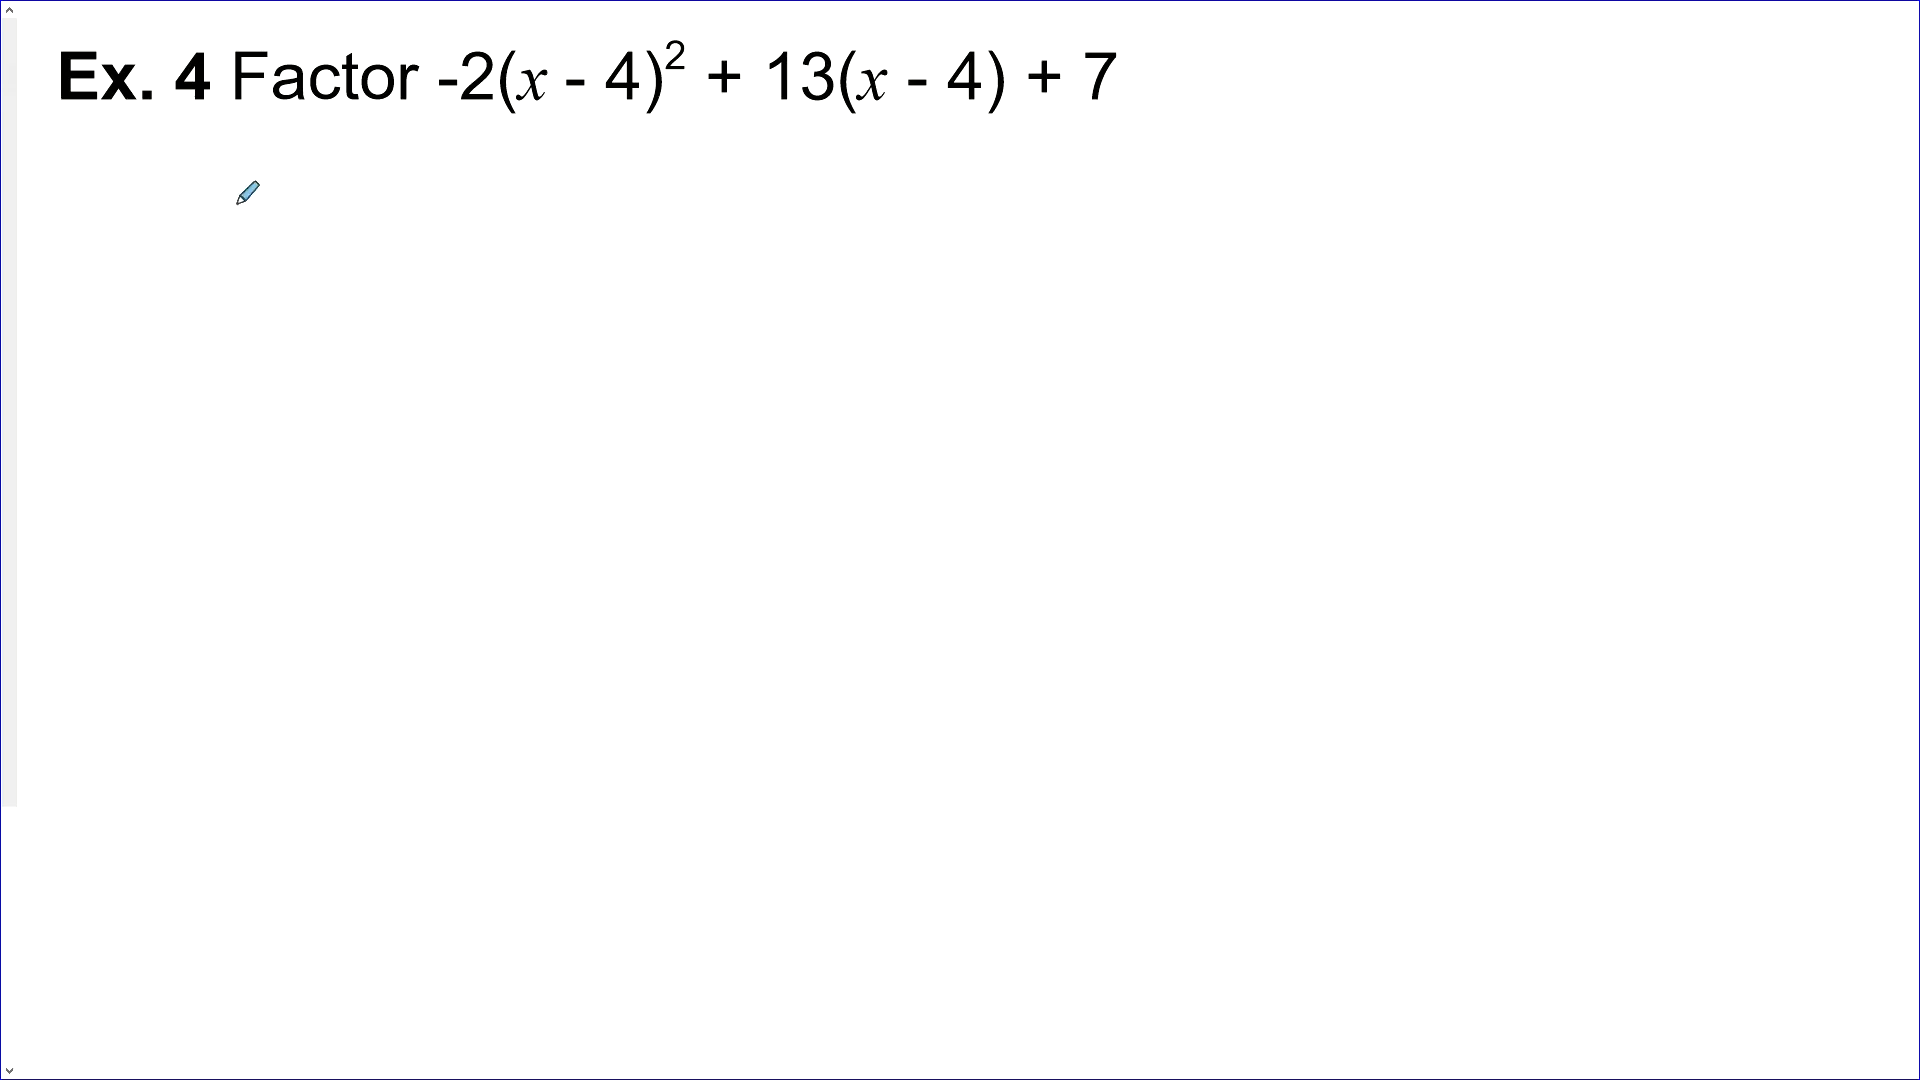 Ex. 4 Factor -2(x - 4)² + 13(x - 4) + 7